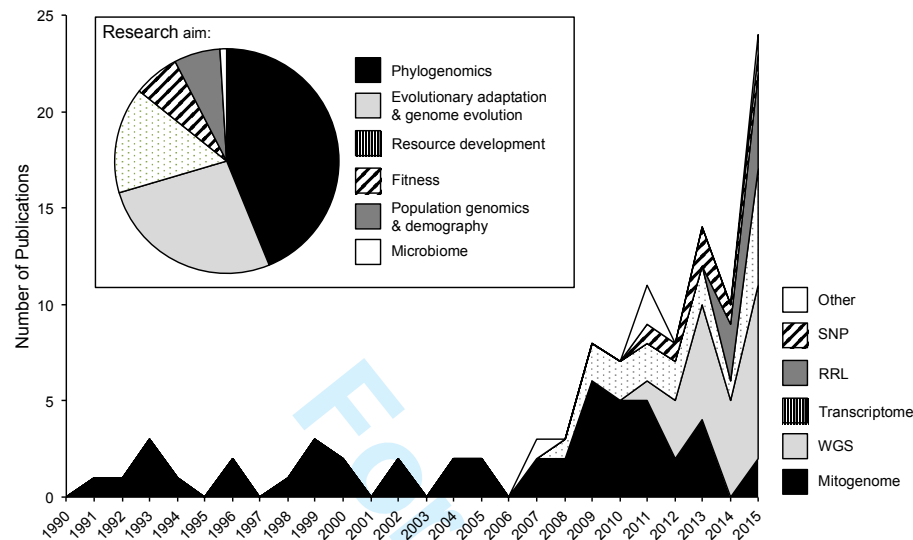 Research aim:
Phylogenomics
Evolutionary adaptation
& genome evolution
Resource development
Fitness
Population genomics
& demography
Microbiome
Number of Publications
25
20
15
10
5
0
Other
SNP
RRL
Transcriptome
WGS
Mitogenome
1990 1991 1992 1993 1994 1995 1996 1997 1998 1999 2000 2001 2002 2003 2004 2005 2006 2007 2008 2009 2010 2011 2012 2013 2014 2015
For